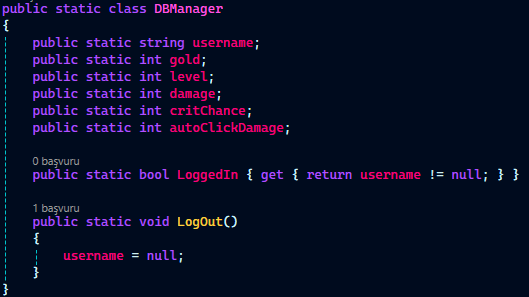 public static class DBManager
{
public static string username;
public static int gold;
public static int level;
public static int damage;
public static int critChance;
public static int autoClickDamage;
0 başvuru
public static bool LoggedIn { get { return username != null; } }
1 başvuru
public static void LogOut()
{
username = null;
}
}